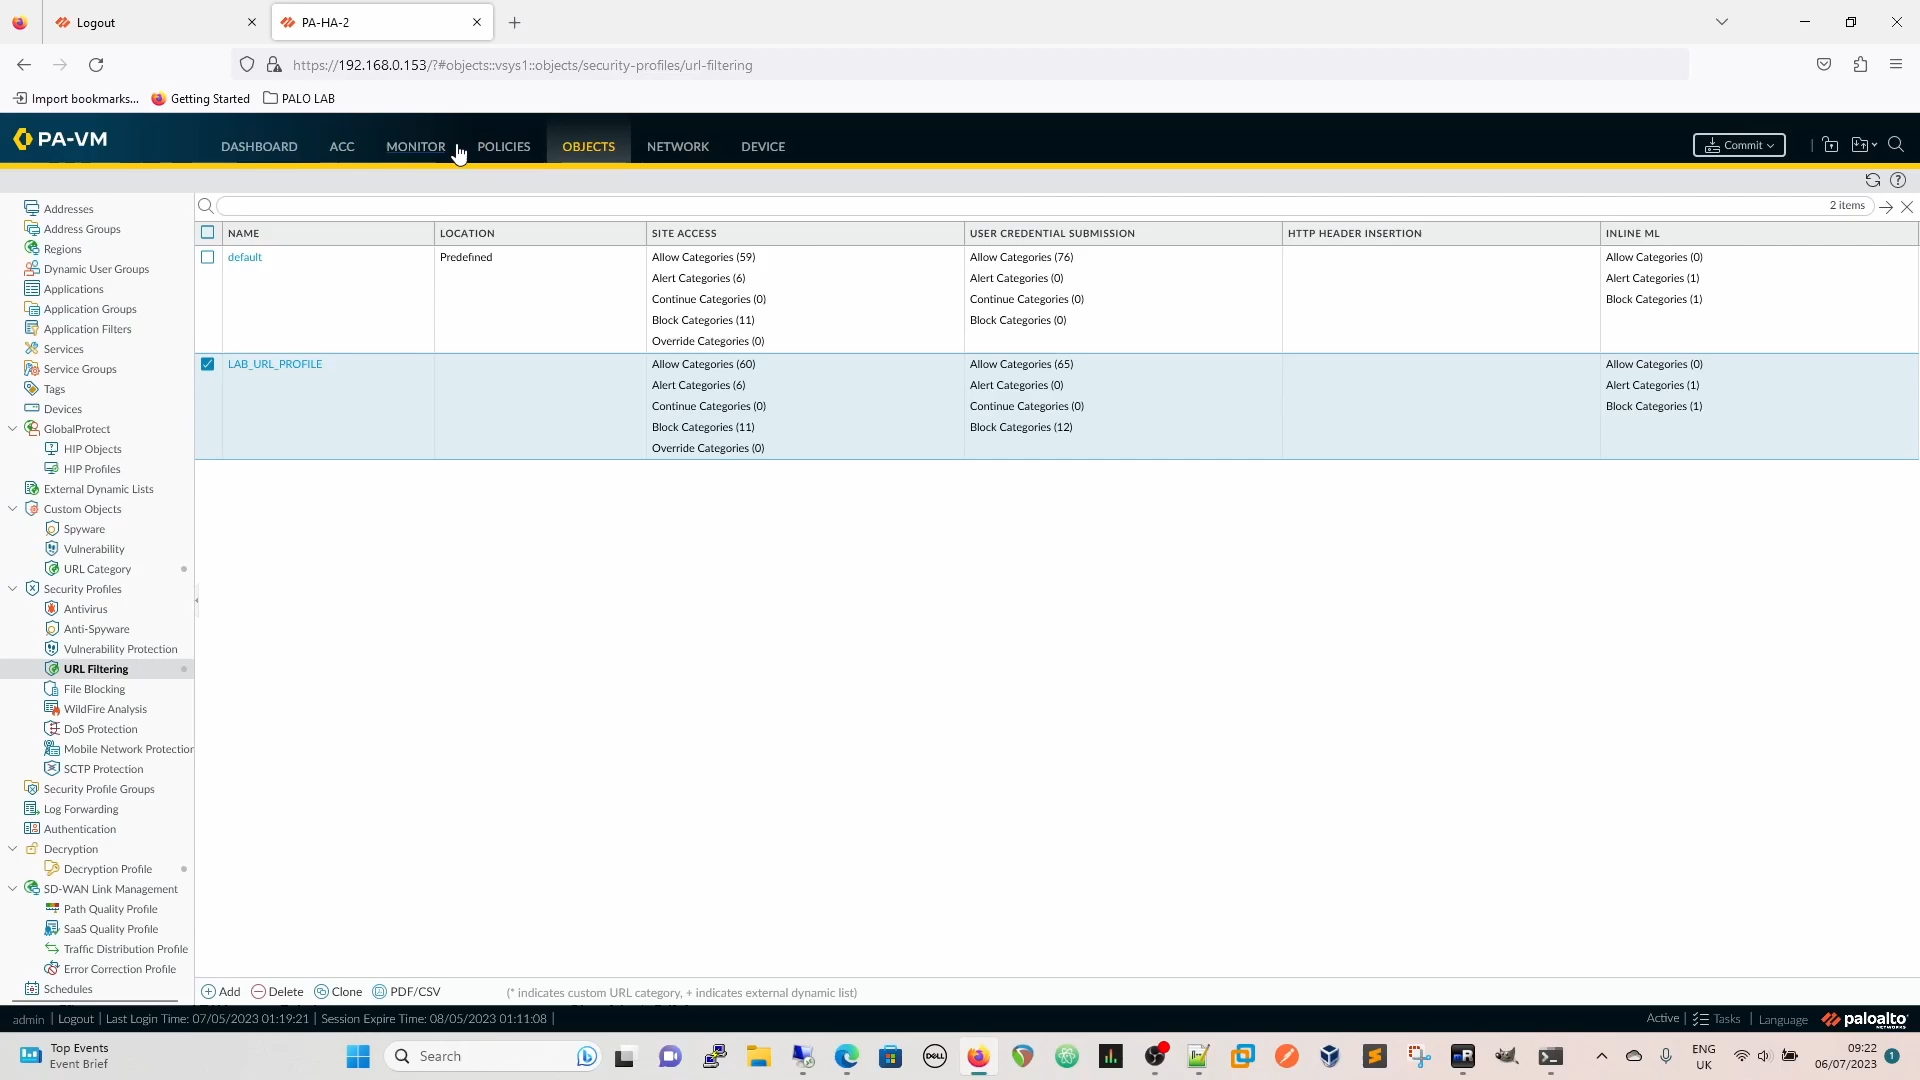 Logout
PA-HA-2
https://192.168.0.153/?#objects::vsys1::objects/security-profiles/url-filtering
Import bookmarks...
Getting Started
PALO LAB
PA-VM
DASHBOARD
ACC
MONITOR
POLICIES
OBJECTS
NETWORK
DEVICE
Commit
2 items
Addresses
Address Groups
Regions
Dynamic User Groups
Applications
Application Groups
Application Filters
Services
Service Groups
Tags
Devices
GlobalProtect
HIP Objects
HIP Profiles
External Dynamic Lists
Custom Objects
Spyware
Vulnerability
URL Category
Security Profiles
Antivirus
Anti-Spyware
Vulnerability Protection
URL Filtering
File Blocking
WildFire Analysis
DoS Protection
Mobile Network Protection
SCTP Protection
Security Profile Groups
Log Forwarding
Authentication
Decryption
Decryption Profile
SD-WAN Link Management
Path Quality Profile
SaaS Quality Profile
Traffic Distribution Profile
Error Correction Profile
Schedules
NAME
LOCATION
SITE ACCESS
USER CREDENTIAL SUBMISSION
HTTP HEADER INSERTION
INLINE ML
default
Predefined
Allow Categories (59)
Alert Categories (6)
Continue Categories (0)
Block Categories (11)
Override Categories (0)
Allow Categories (76)
Alert Categories (0)
Continue Categories (0)
Block Categories (0)
Allow Categories (0)
Alert Categories (1)
Block Categories (1)
LAB_URL_PROFILE
Allow Categories (60)
Alert Categories (6)
Continue Categories (0)
Block Categories (11)
Override Categories (0)
Allow Categories (65)
Alert Categories (0)
Continue Categories (0)
Block Categories (12)
Allow Categories (0)
Alert Categories (1)
Block Categories (1)
Add
Delete
Clone
PDF/CSV
(* indicates custom URL category, + indicates external dynamic list)
admin | Logout | Last Login Time: 07/05/2023 01:19:21 | Session Expire Time: 08/05/2023 01:11:08 |
Active | Tasks | Language
paloalto
NETWORKS
Top Events
Event Brief
Search
DELL
ENG
UK
09:22
06/07/2023
1